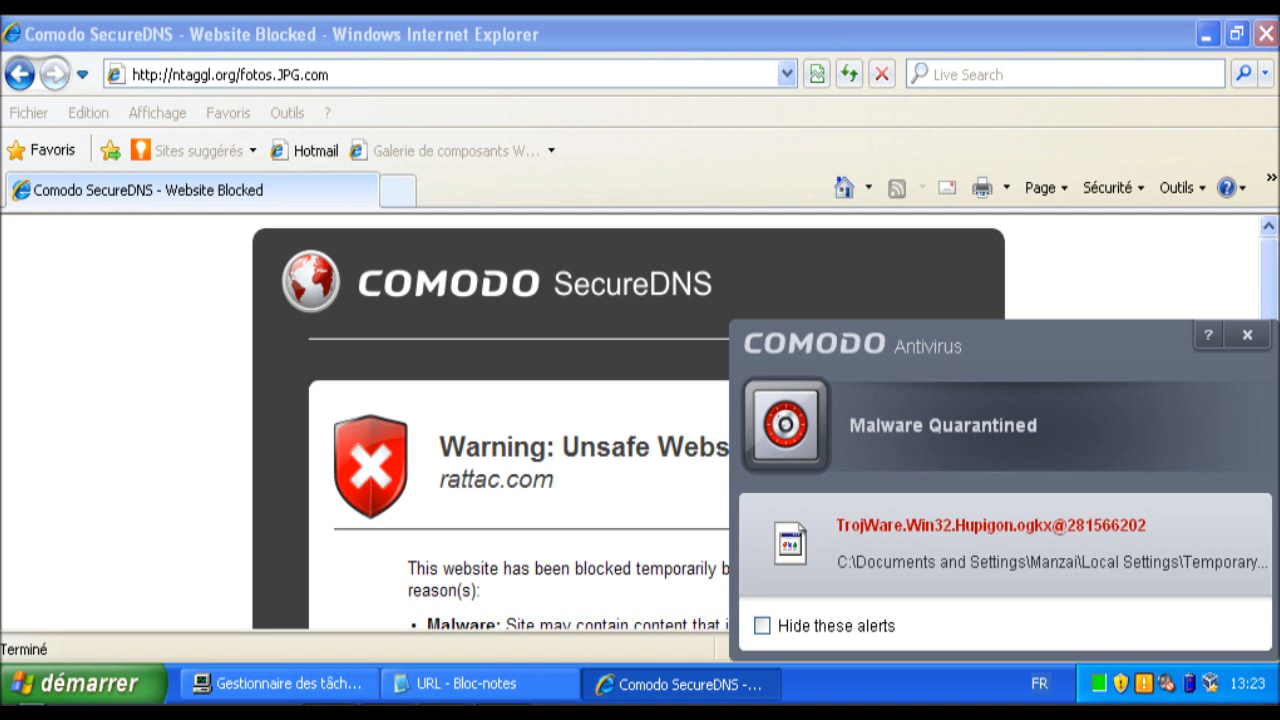 Comodo SecureDNS - Website Blocked - Windows Internet Explorer
http://ntaggl.org/fotos.JPG.com
Live Search
Fichier Edition Affichage Favoris Outils ?
Favoris Sites suggérés Hotmail Galerie de composants W...
Comodo SecureDNS - Website Blocked
Page Sécurité Outils ? »
COMODO SecureDNS
Warning: Unsafe Webs
rattac.com
This website has been blocked temporarily b
reason(s):
• Malware: Site may contain content that i
COMODO Antivirus
? x
Malware Quarantined
TrojWare.Win32.Hupigon.ogkx@281566202
C:\Documents and Settings\Manzai\Local Settings\Temporary...
Hide these alerts
Terminé
démarrer Gestionnaire des tâch... URL - Bloc-notes Comodo SecureDNS -... FR 13:23